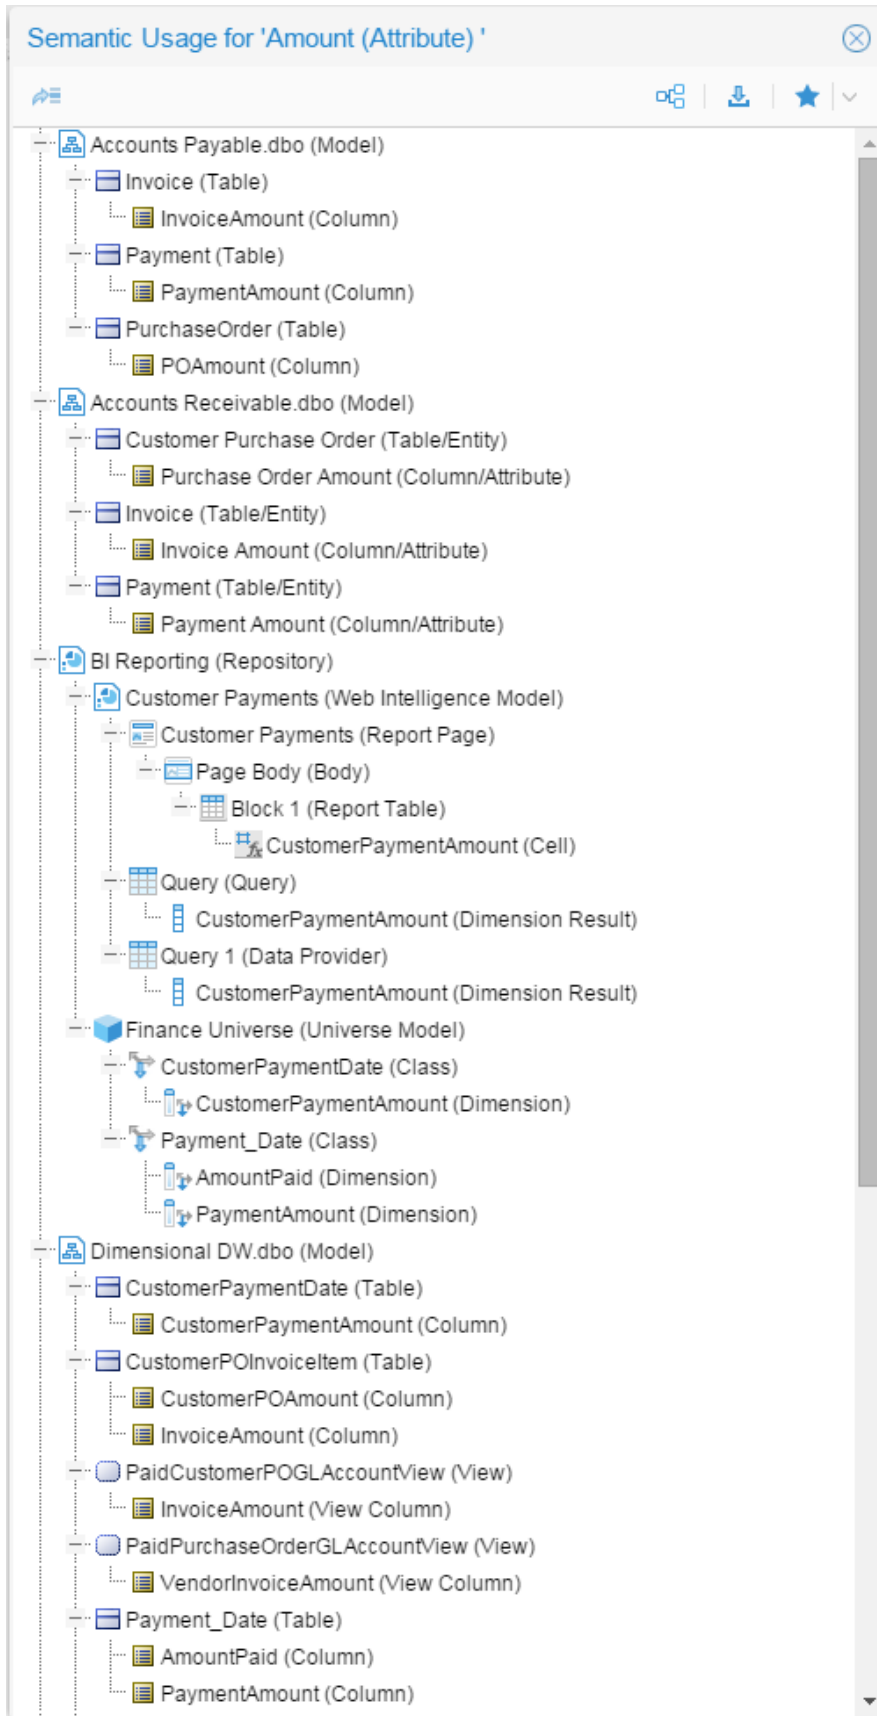 Semantic Usage for 'Amount (Attribute) '
Accounts Payable.dbo (Model)
Invoice (Table)
InvoiceAmount (Column)
Payment (Table)
PaymentAmount (Column)
PurchaseOrder (Table)
POAmount (Column)
Accounts Receivable.dbo (Model)
Customer Purchase Order (Table/Entity)
Purchase Order Amount (Column/Attribute)
Invoice (Table/Entity)
Invoice Amount (Column/Attribute)
Payment (Table/Entity)
Payment Amount (Column/Attribute)
BI Reporting (Repository)
Customer Payments (Web Intelligence Model)
Customer Payments (Report Page)
Page Body (Body)
Block 1 (Report Table)
CustomerPaymentAmount (Cell)
Query (Query)
CustomerPaymentAmount (Dimension Result)
Query 1 (Data Provider)
CustomerPaymentAmount (Dimension Result)
Finance Universe (Universe Model)
CustomerPaymentDate (Class)
CustomerPaymentAmount (Dimension)
Payment_Date (Class)
AmountPaid (Dimension)
PaymentAmount (Dimension)
Dimensional DW.dbo (Model)
CustomerPaymentDate (Table)
CustomerPaymentAmount (Column)
CustomerPOInvoiceItem (Table)
CustomerPOAmount (Column)
InvoiceAmount (Column)
PaidCustomerPOGLAccountView (View)
InvoiceAmount (View Column)
PaidPurchaseOrderGLAccountView (View)
VendorInvoiceAmount (View Column)
Payment_Date (Table)
AmountPaid (Column)
PaymentAmount (Column)